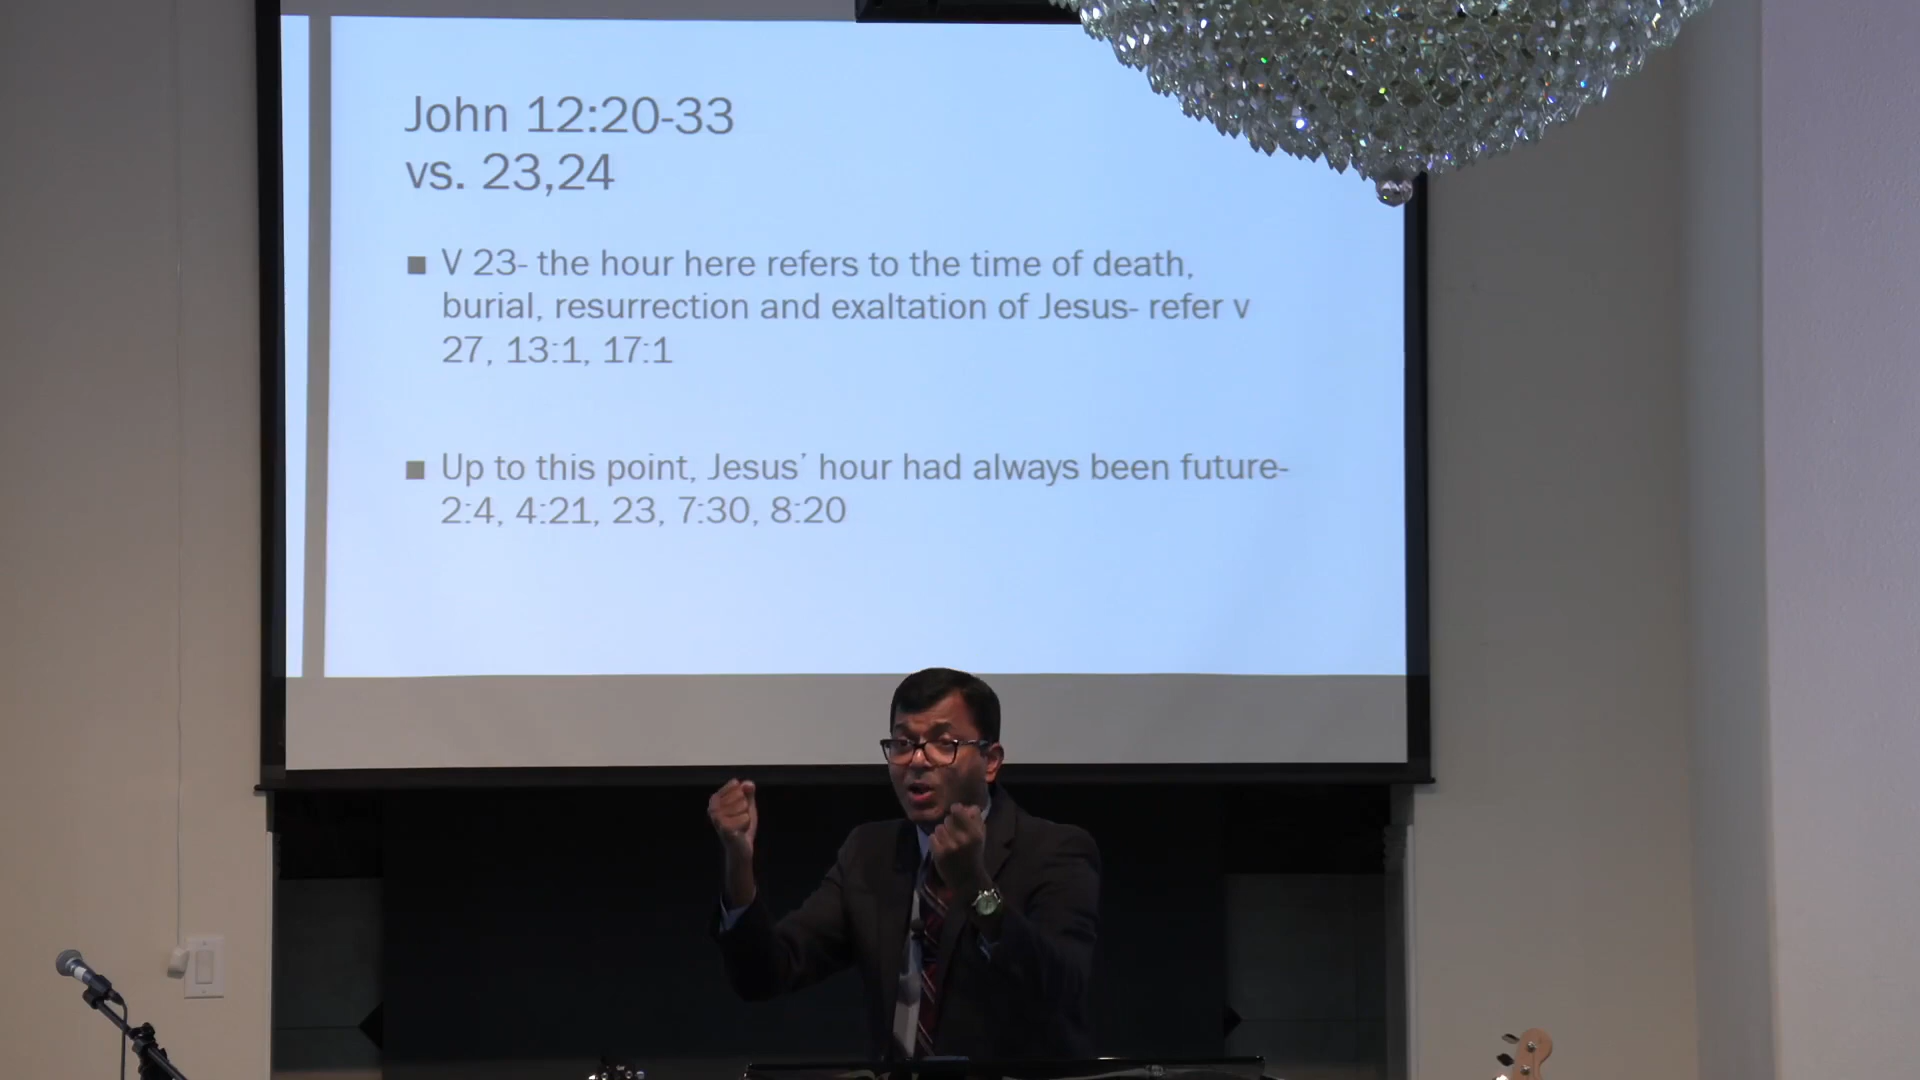 John 12:20-33
vs. 23,24
■ V 23- the hour here refers to the time of death,
burial, resurrection and exaltation of Jesus- refer v
27, 13:1, 17:1
■ Up to this point, Jesus’ hour had always been future-
2:4, 4:21, 23, 7:30, 8:20